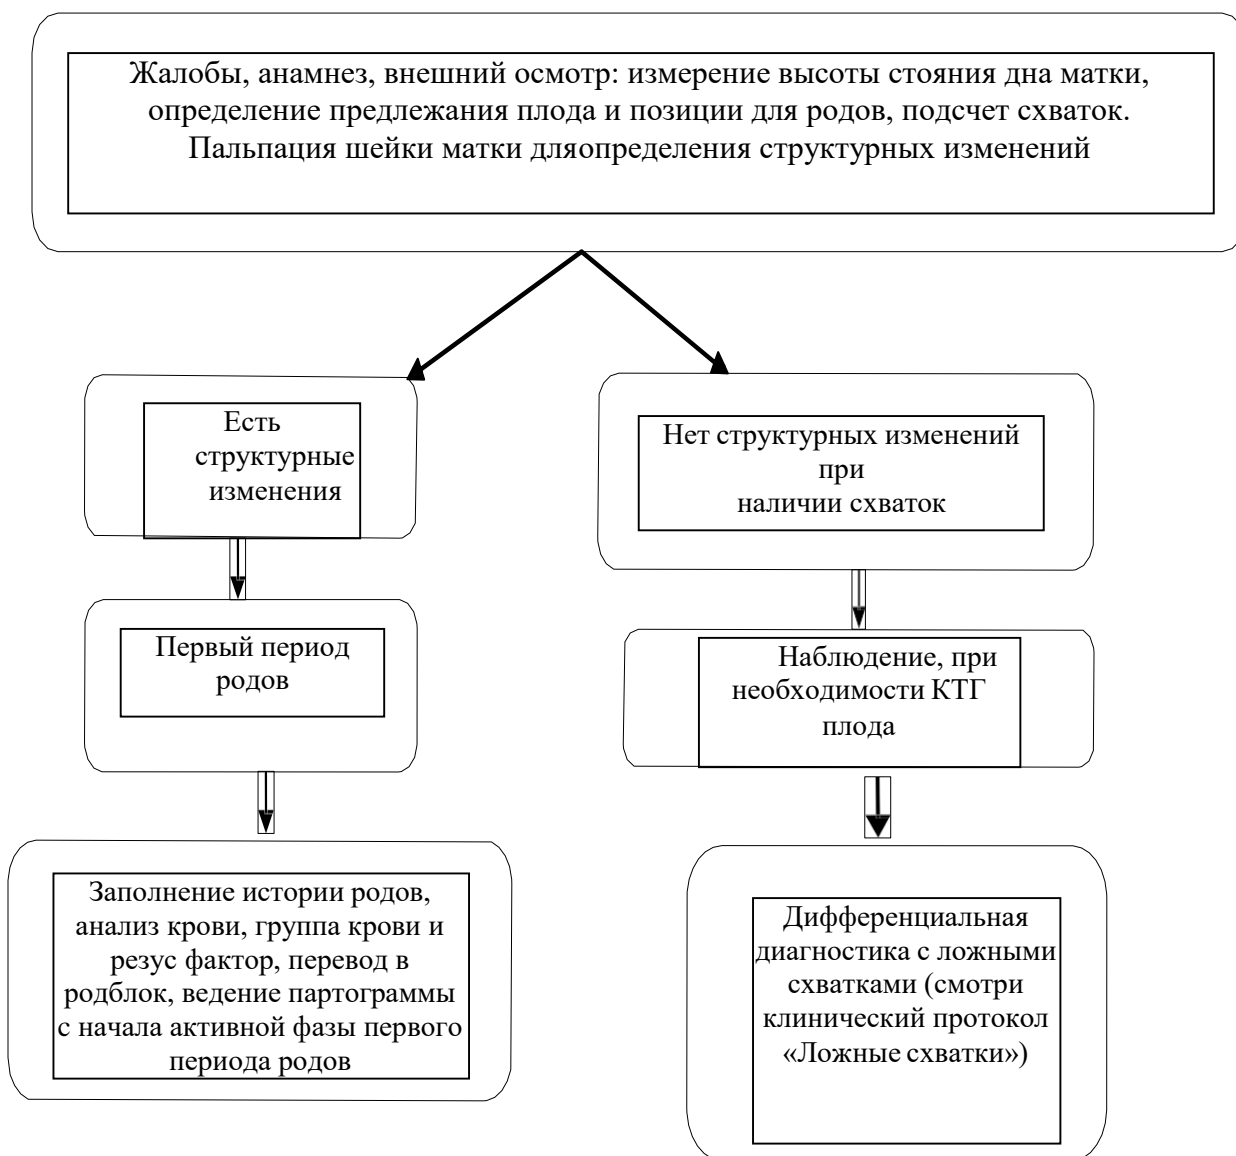 Жалобы, анамнез, внешний осмотр: измерение высоты стояния дна матки,
определение предлежания плода и позиции для родов, подсчет схваток.
Пальпация шейки матки дляопределения структурных изменений
Есть
структурные
изменения
Нет структурных изменений
при
наличии схваток
Первый период
родов
Наблюдение, при
необходимости КТГ
плода
Заполнение истории родов,
анализ крови, группа крови и
резус фактор, перевод в
родблок, ведение партограммы
с начала активной фазы первого
периода родов
Дифференциальная
диагностика с ложными
схватками (смотри
клинический протокол
«Ложные схватки»)